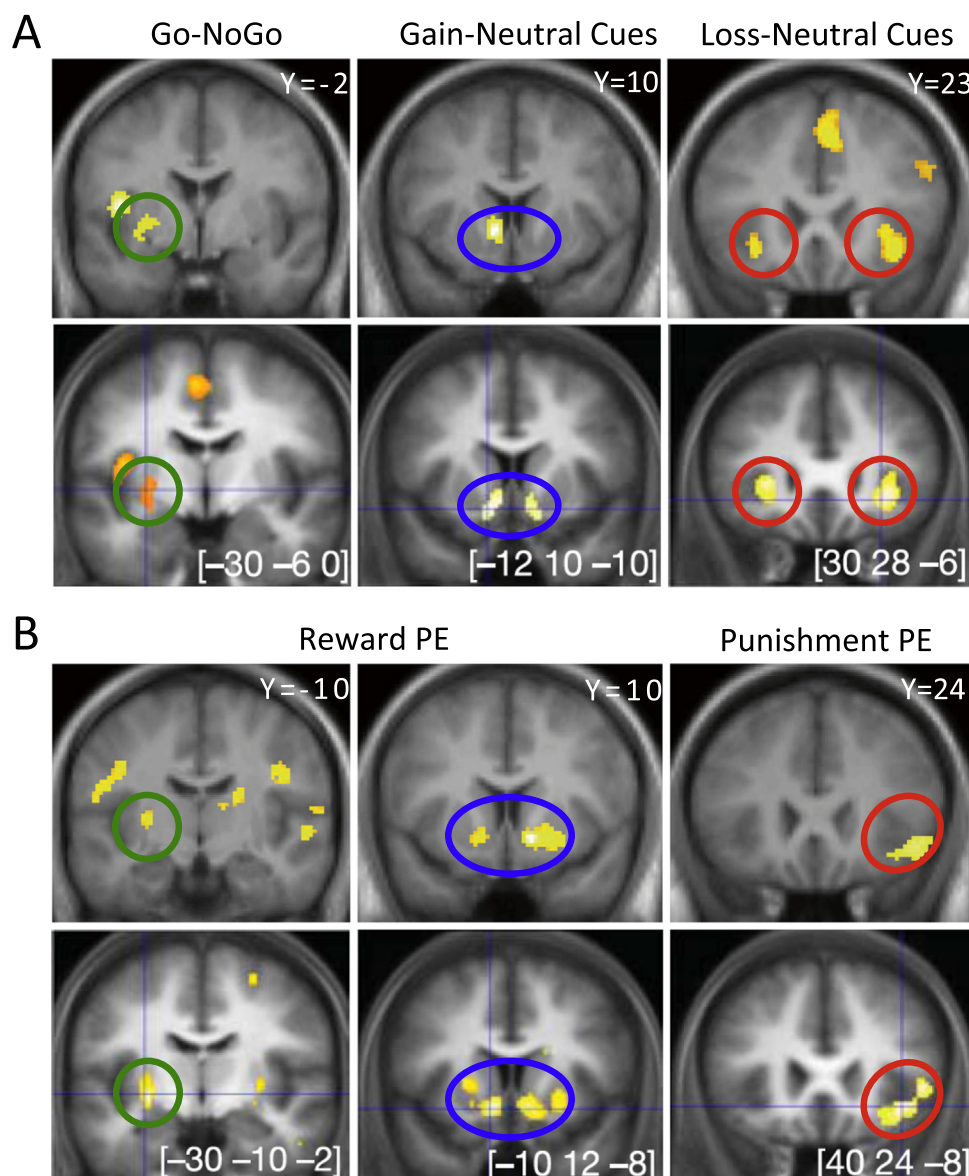 A
Go-NoGo
Gain-Neutral Cues
Loss-Neutral Cues
Y=-2
Y=10
Y=23
[−30 −6 0]
[−12 10 −10]
[30 28 −6]
B
Reward PE
Punishment PE
Y=-10
Y=10
Y=24
[−30 −10 −2]
[−10 12 −8]
[40 24 −8]